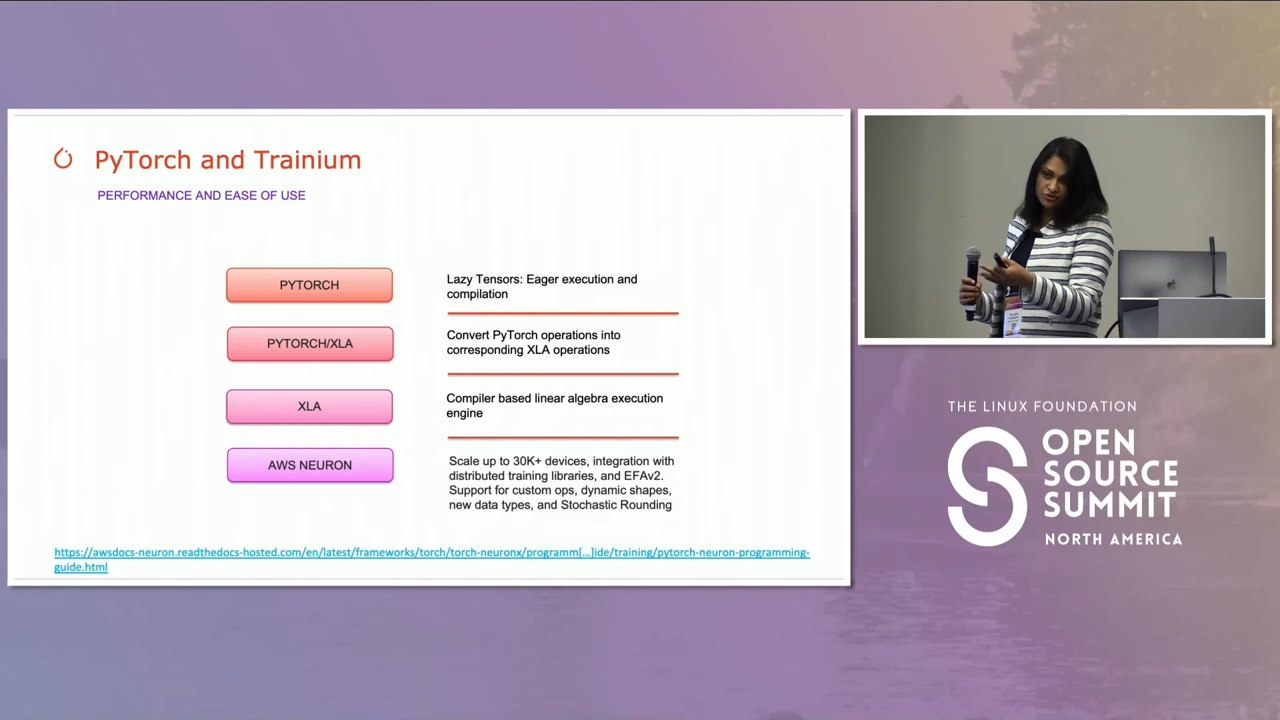 PyTorch and Trainium
PERFORMANCE AND EASE OF USE
PYTORCH
Lazy Tensors: Eager execution and
compilation
PYTORCH/XLA
Convert PyTorch operations into
corresponding XLA operations
XLA
Compiler based linear algebra execution
engine
AWS NEURON
Scale up to 30K+ devices, integration with
distributed training libraries, and EFAv2.
Support for custom ops, dynamic shapes,
new data types, and Stochastic Rounding
https://awsdocs-neuron.readthedocs-hosted.com/en/latest/frameworks/torch/torch-neuronx/programm[...]ide/training/pytorch-neuron-programming-
guide.html
THE LINUX FOUNDATION
OPEN
SOURCE
SUMMIT
NORTH AMERICA